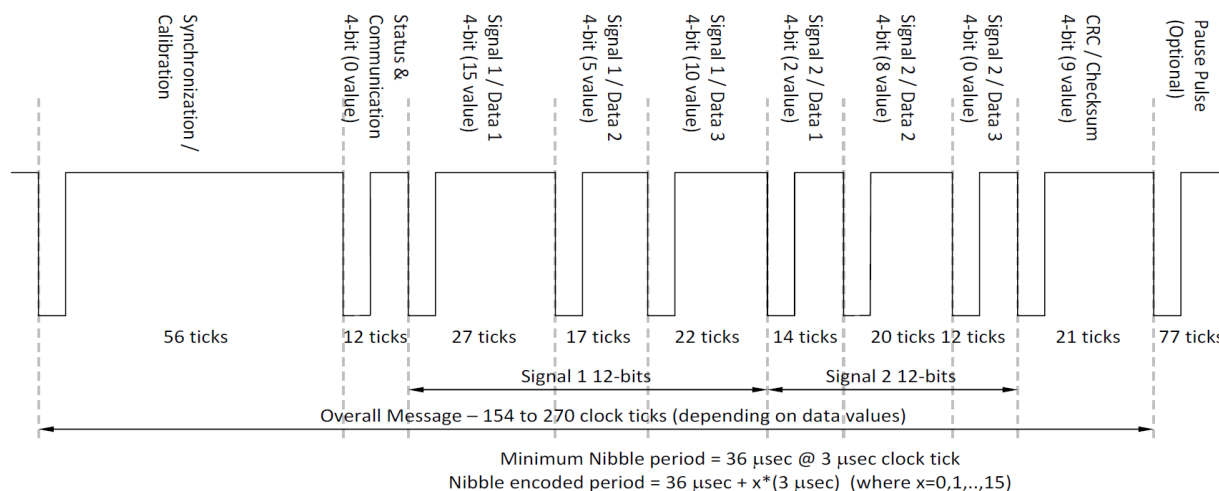 Synchronization /
Calibration
Status &
Communication
4-bit (0 value)
Signal 1 / Data 1
4-bit (15 value)
Signal 1 / Data 2
4-bit (5 value)
Signal 1 / Data 3
4-bit (10 value)
Signal 2 / Data 1
4-bit (2 value)
Signal 2 / Data 2
4-bit (8 value)
Signal 2 / Data 3
4-bit (0 value)
CRC / Checksum
4-bit (9 value)
Pause Pulse
(Optional)
56 ticks 12 ticks 27 ticks 17 ticks 22 ticks 14 ticks 20 ticks 12 ticks 21 ticks 77 ticks
Signal 1 12-bits Signal 2 12-bits
Overall Message – 154 to 270 clock ticks (depending on data values)
Minimum Nibble period = 36 μsec @ 3 μsec clock tick
Nibble encoded period = 36 μsec + x*(3 μsec) (where x=0,1,..,15)